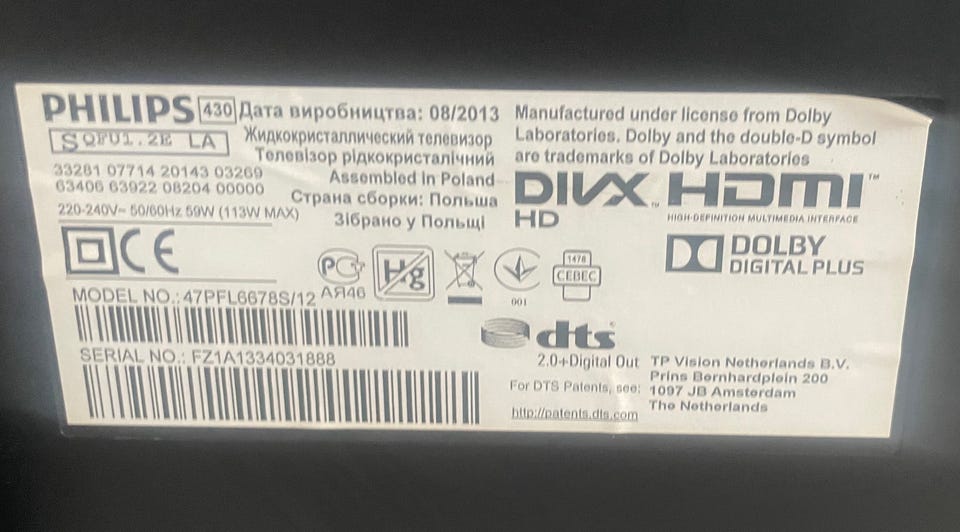 PHILIPS 430 Дата виробництва: 08/2013
SQFU1.2E LA
Жидкокристаллический телевизор
Телевізор рідкокристалічний
33281 07714 20143 03269
63406 63922 08204 00000
Assembled In Poland
Страна сборки: Польша
220-240V~ 50/60Hz 59W (113W MAX)
Зібрано у Польщі
Manufactured under license from Dolby
Laboratories. Dolby and the double-D symbol
are trademarks of Dolby Laboratories
DIVX HDMI™
HD
HIGH-DEFINITION MULTIMEDIA INTERFACE
DOLBY
DIGITAL PLUS
CE
PC
АЯ46
Hg
001
1478
CEBEC
MODEL NO.: 47PFL6678S/12
SERIAL NO.: FZ1A1334031888
dts
2.0+Digital Out
For DTS Patents, see:
http://patents.dts.com
TP Vision Netherlands B.V.
Prins Bernhardplein 200
1097 JB Amsterdam
The Netherlands